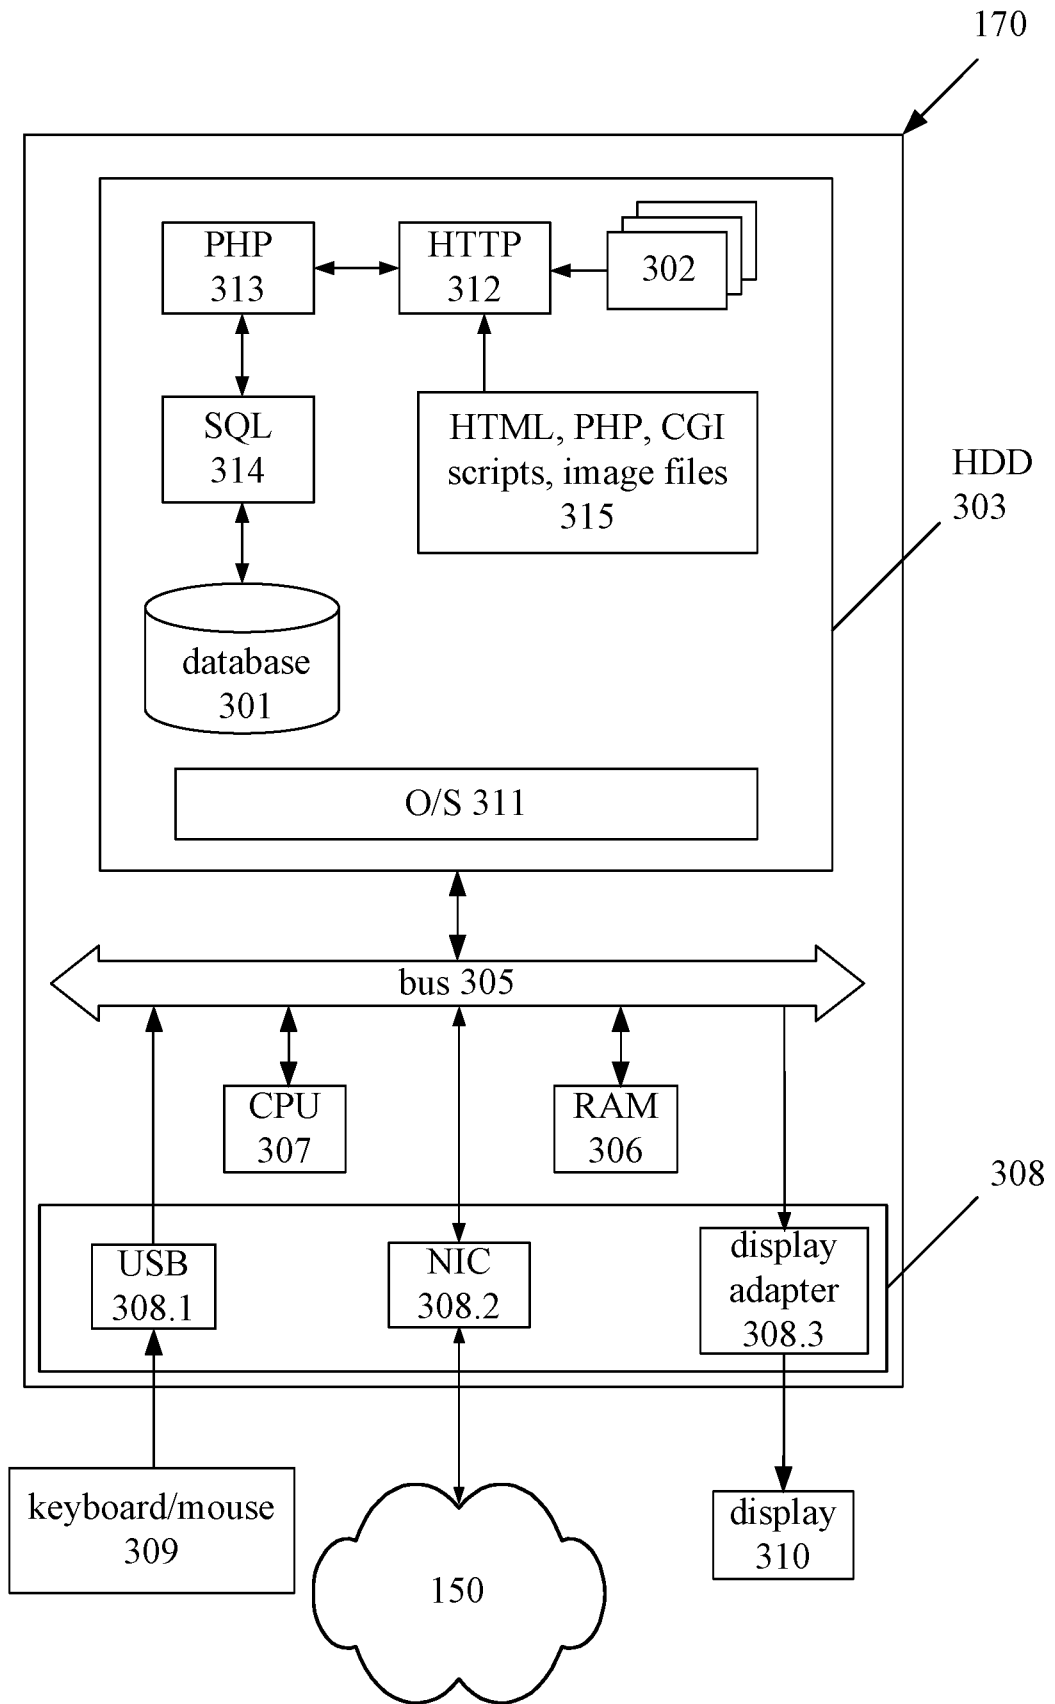 170
PHP
313
HTTP
312
302
SQL
314
HTML, PHP, CGI
scripts, image files
315
HDD
303
database
301
O/S 311
bus 305
CPU
307
RAM
306
308
USB
308.1
NIC
308.2
display
adapter
308.3
keyboard/mouse
309
150
display
310